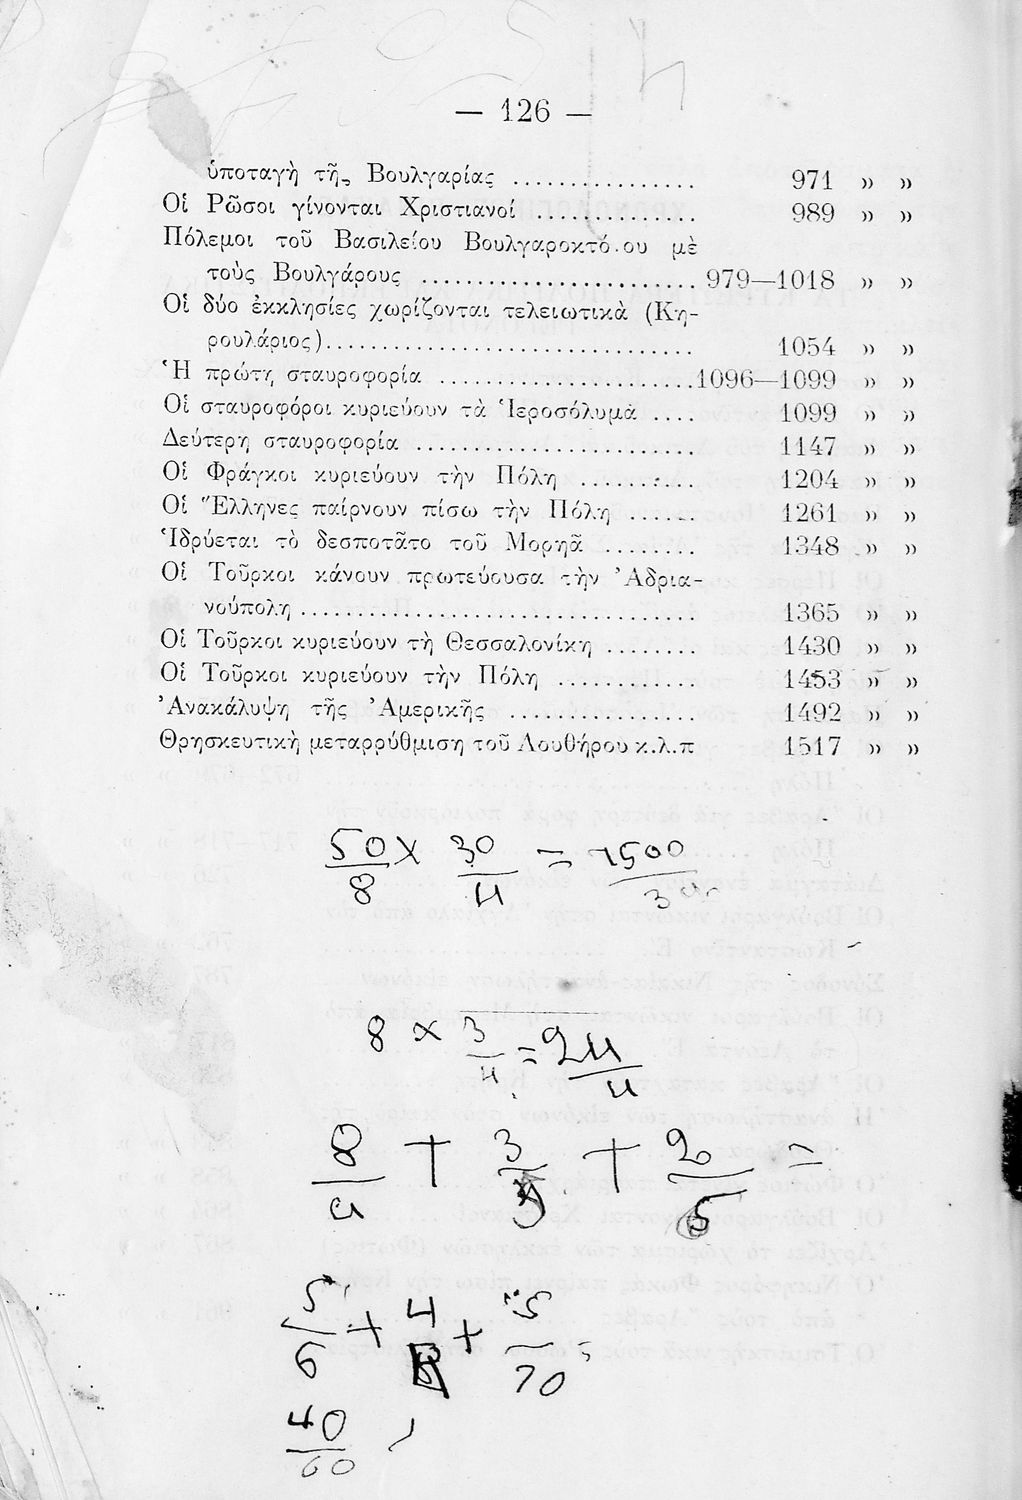 — 126 —
ὑποταγὴ τῆς Βουλγαρίας ................ 971 » »
Οἱ Ρῶσοι γίνονται Χριστιανοί .............. 989 » »
Πόλεμοι τοῦ Βασιλείου Βουλγαροκτό.ου μὲ
τοὺς Βουλγάρους ........................ 979—1018 » »
Οἱ δύο ἐκκλησίες χωρίζονται τελειωτικὰ (Κη-
ρουλάριος)................................ 1054 » »
Ἡ πρώτη σταυροφορία .......................1096—1099 » »
Οἱ σταυροφόροι κυριεύουν τὰ Ἱεροσόλυμα .... 1099 » »
Δεύτερη σταυροφορία ......................... 1147 » »
Οἱ Φράγκοι κυριεύουν τὴν Πόλη .......... 1204 » »
Οἱ Ἕλληνες παίρνουν πίσω τὴν Πόλη ...... 1261 » »
Ἱδρύεται τὸ δεσποτᾶτο τοῦ Μορηᾶ ........ 1348 » »
Οἱ Τοῦρκοι κάνουν πρωτεύουσα τὴν Ἀδρια-
νούπολη................................... 1365 » »
Οἱ Τοῦρκοι κυριεύουν τὴ Θεσσαλονίκη ........ 1430 » »
Οἱ Τοῦρκοι κυριεύουν τὴν Πόλη ............ 1453 » »
Ἀνακάλυψη τῆς Ἀμερικῆς ................. 1492 » »
Θρησκευτικὴ μεταρρύθμιση τοῦ Λουθήρου κ.λ.π 1517 » »
50 × 30 = 1500
8 4
8 × 3 = 24
4 4
8 + 3 + 2 =
4 5
5 + 4 + 5
6 10
40
60